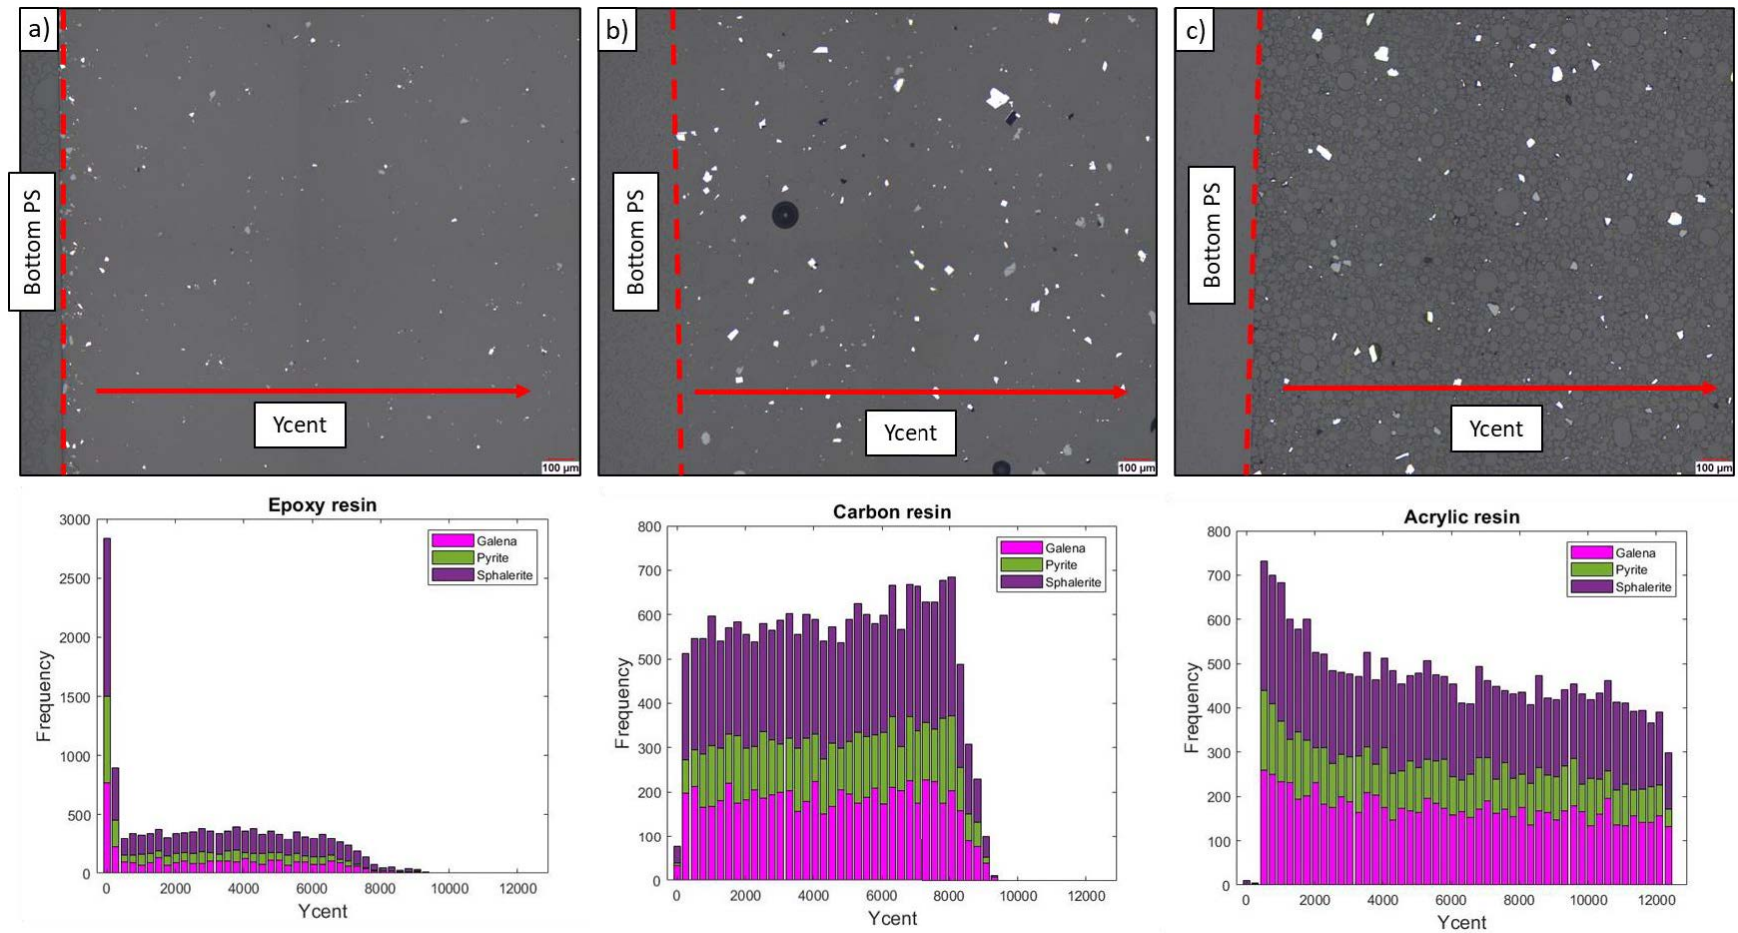 a)
Bottom PS
Ycent
100 µm
b)
Bottom PS
Ycent
100 µm
c)
Bottom PS
Ycent
100 µm
Epoxy resin
3000
2500
2000
1500
1000
500
0
Frequency
Galena
Pyrite
Sphalerite
0 2000 4000 6000 8000 10000 12000
Ycent
Carbon resin
800
700
600
500
400
300
200
100
0
Frequency
Galena
Pyrite
Sphalerite
0 2000 4000 6000 8000 10000 12000
Ycent
Acrylic resin
800
700
600
500
400
300
200
100
0
Frequency
Galena
Pyrite
Sphalerite
0 2000 4000 6000 8000 10000 12000
Ycent